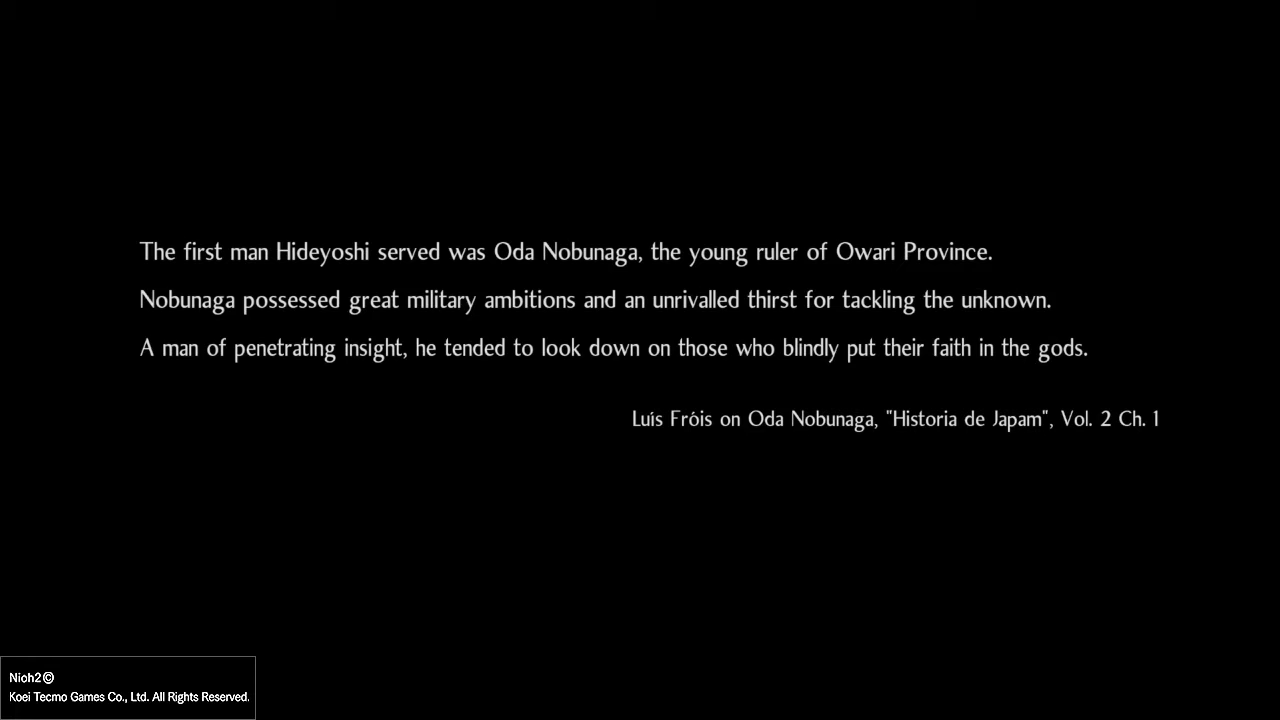 The first man Hideyoshi served was Oda Nobunaga, the young ruler of Owari Province.
Nobunaga possessed great military ambitions and an unrivalled thirst for tackling the unknown.
A man of penetrating insight, he tended to look down on those who blindly put their faith in the gods.
Luís Fróis on Oda Nobunaga, "Historia de Japam", Vol. 2 Ch. 1
Nioh2©
Koei Tecmo Games Co., Ltd. All Rights Reserved.